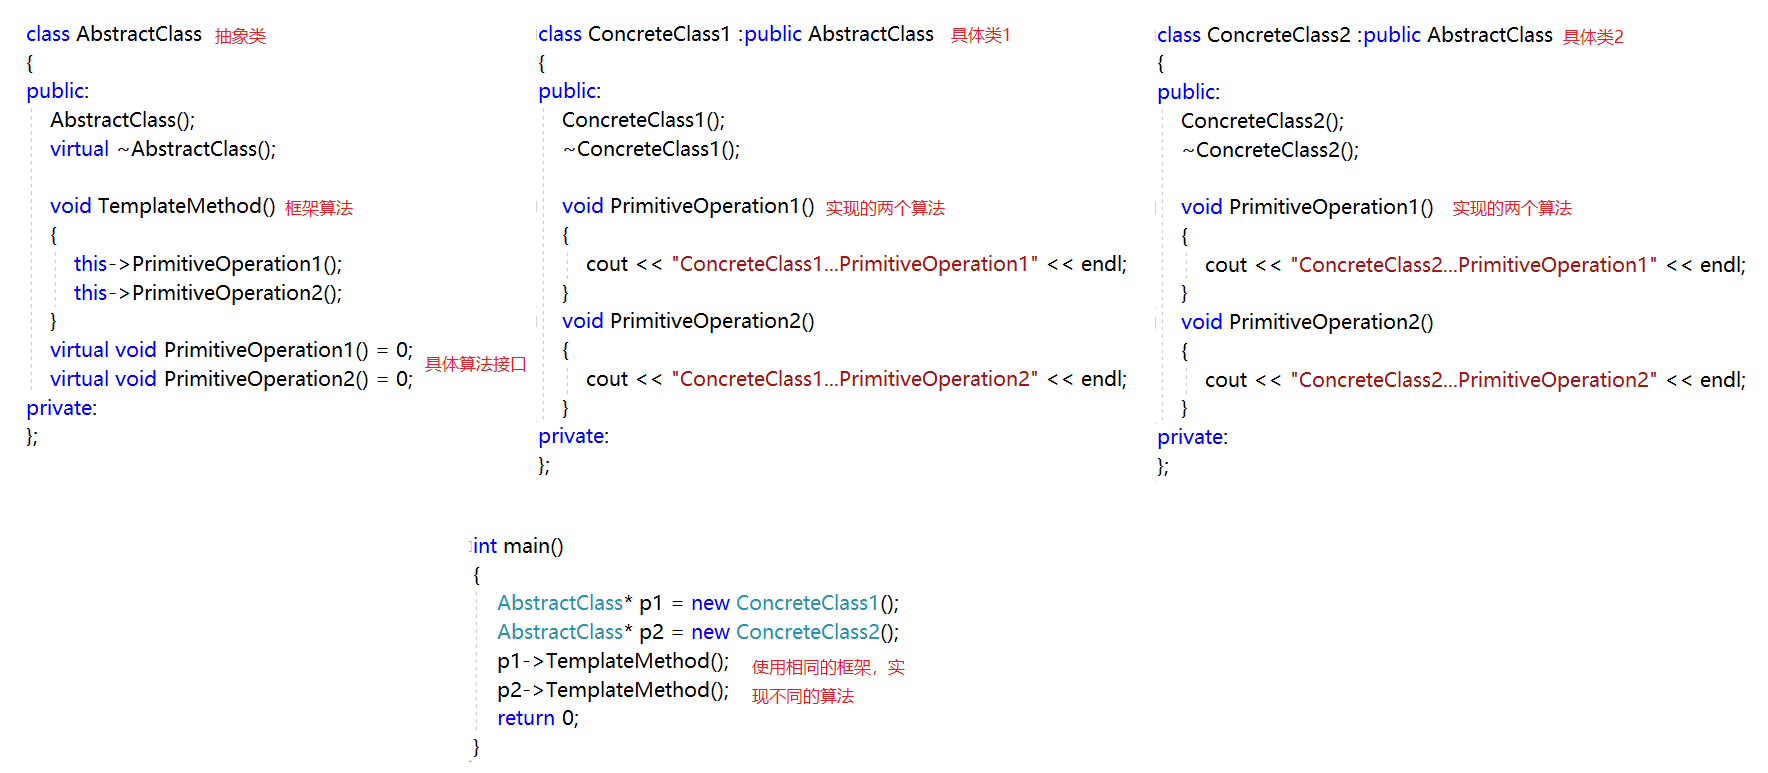 class AbstractClass 抽象类
{
public:
AbstractClass();
virtual ~AbstractClass();
void TemplateMethod() 框架算法
{
this->PrimitiveOperation1();
this->PrimitiveOperation2();
}
virtual void PrimitiveOperation1() = 0;
virtual void PrimitiveOperation2() = 0;
具体算法接口
private:
};
class ConcreteClass1 :public AbstractClass 具体类1
{
public:
ConcreteClass1();
~ConcreteClass1();
void PrimitiveOperation1() 实现的两个算法
{
cout << "ConcreteClass1...PrimitiveOperation1" << endl;
}
void PrimitiveOperation2()
{
cout << "ConcreteClass1...PrimitiveOperation2" << endl;
}
private:
};
class ConcreteClass2 :public AbstractClass 具体类2
{
public:
ConcreteClass2();
~ConcreteClass2();
void PrimitiveOperation1() 实现的两个算法
{
cout << "ConcreteClass2...PrimitiveOperation1" << endl;
}
void PrimitiveOperation2()
{
cout << "ConcreteClass2...PrimitiveOperation2" << endl;
}
private:
};
int main()
{
AbstractClass* p1 = new ConcreteClass1();
AbstractClass* p2 = new ConcreteClass2();
p1->TemplateMethod(); 使用相同的框架，实
p2->TemplateMethod(); 现不同的算法
return 0;
}